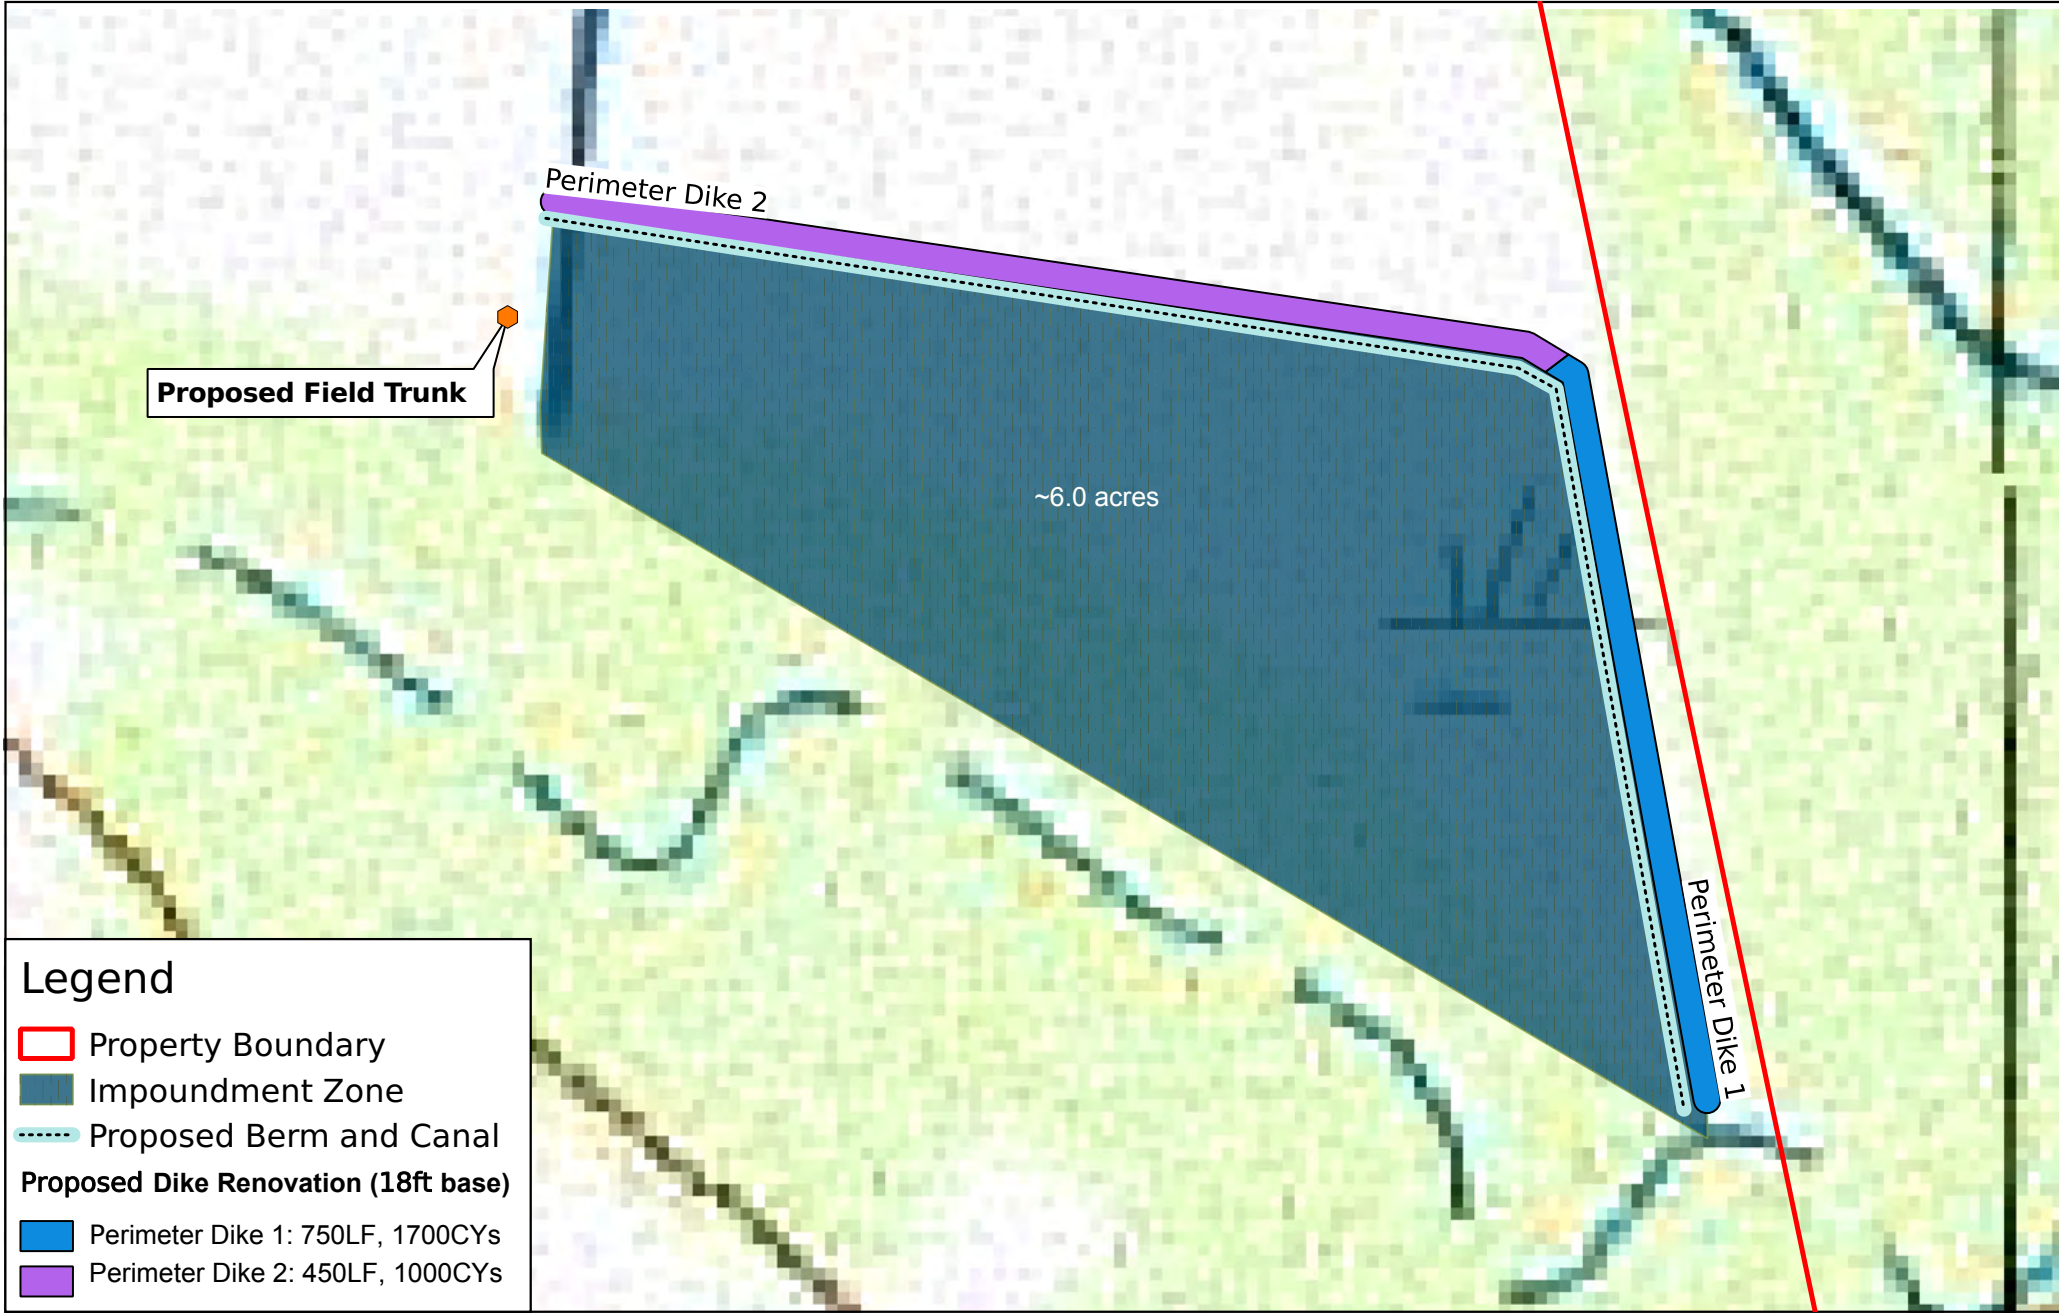 Perimeter Dike 2
Proposed Field Trunk
~6.0 acres
Perimeter Dike 1
Legend
Property Boundary
Impoundment Zone
Proposed Berm and Canal
Proposed Dike Renovation (18ft base)
Perimeter Dike 1: 750LF, 1700CYs
Perimeter Dike 2: 450LF, 1000CYs